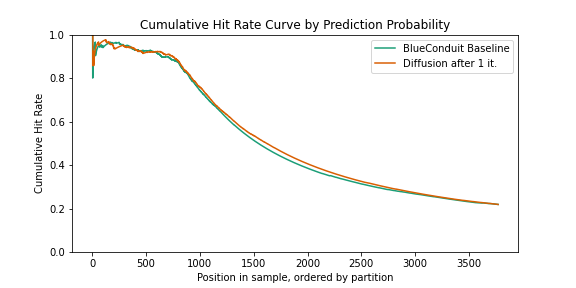 Cumulative Hit Rate Curve by Prediction Probability
1.0
0.8
0.6
0.4
0.2
0.0
Cumulative Hit Rate
BlueConduit Baseline
Diffusion after 1 it.
0
500
1000
1500
2000
2500
3000
3500
Position in sample, ordered by partition